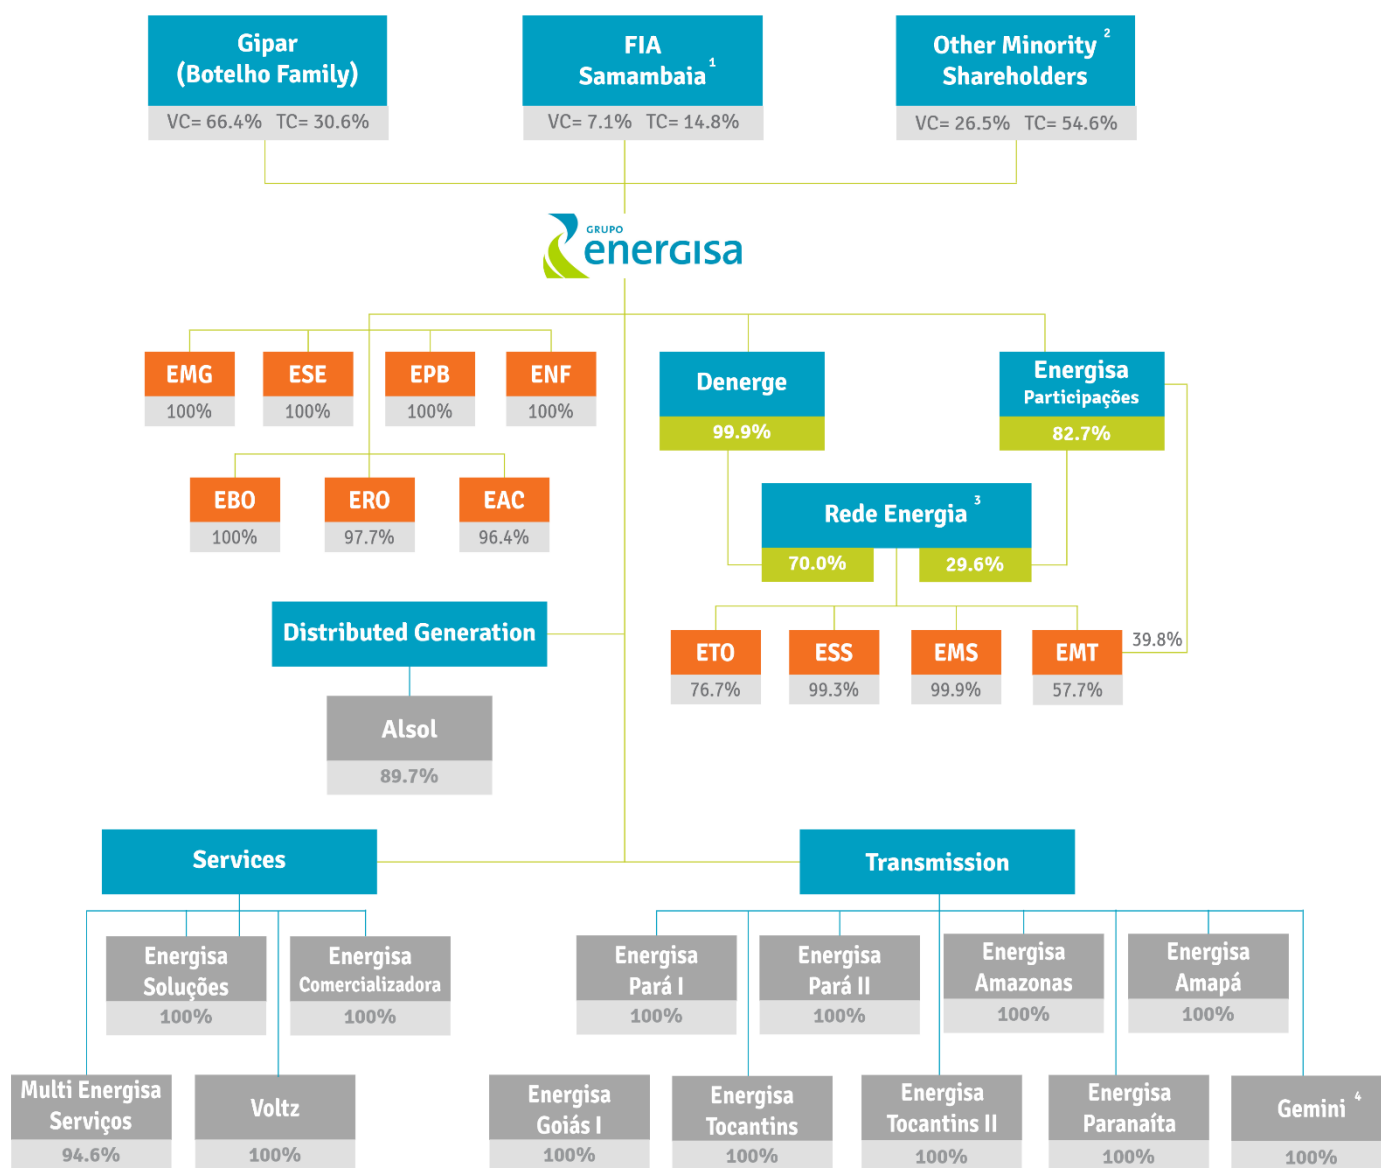 Gipar
(Botelho Family)
VC= 66.4% TC= 30.6%
FIA
Samambaia 1
VC= 7.1% TC= 14.8%
Other Minority 2
Shareholders
VC= 26.5% TC= 54.6%
GRUPO
energisa
EMG
100%
ESE
100%
EPB
100%
ENF
100%
EBO
100%
ERO
97.7%
EAC
96.4%
Denerge
99.9%
Energisa
Participações
82.7%
Rede Energia 3
70.0%
29.6%
ETO
76.7%
ESS
99.3%
EMS
99.9%
EMT
57.7%
39.8%
Distributed Generation
Alsol
89.7%
Services
Energisa
Soluções
100%
Energisa
Comercializadora
100%
Multi Energisa
Serviços
94.6%
Voltz
100%
Transmission
Energisa
Pará I
100%
Energisa
Pará II
100%
Energisa
Amazonas
100%
Energisa
Amapá
100%
Energisa
Goiás I
100%
Energisa
Tocantins
100%
Energisa
Tocantins II
100%
Energisa
Paranaíta
100%
Gemini 4
100%